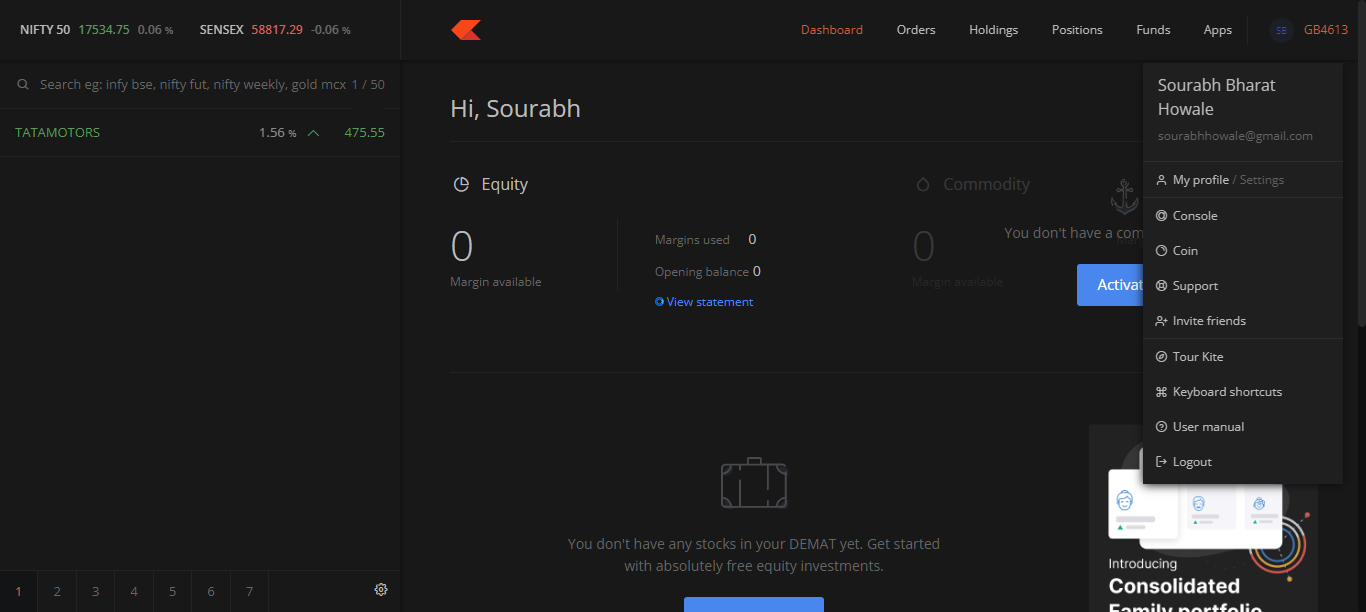 NIFTY 50 17534.75 0.06 %
SENSEX 58817.29 -0.06 %
Dashboard
Orders
Holdings
Positions
Funds
Apps
SB
GB4613
Search eg: infy bse, nifty fut, nifty weekly, gold mcx 1 / 50
TATAMOTORS 1.56 % 475.55
1 2 3 4 5 6 7
Hi, Sourabh
Equity
0
Margin available
Margins used 0
Opening balance 0
View statement
Commodity
0
Margin available
You don't have a com
Activat
You don't have any stocks in your DEMAT yet. Get started
with absolutely free equity investments.
Sourabh Bharat
Howale
sourabhhowale@gmail.com
My profile / Settings
Console
Coin
Support
Invite friends
Tour Kite
Keyboard shortcuts
User manual
Logout
Introducing
Consolidated
Family portfolio